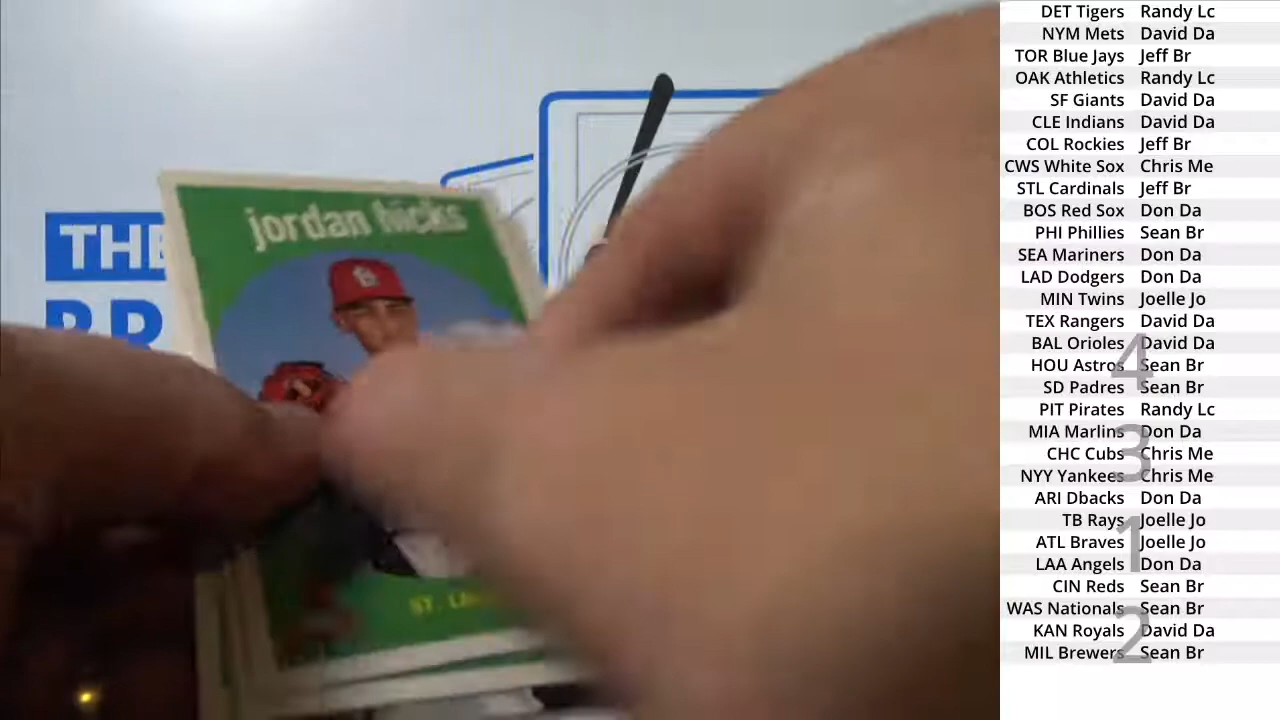 THE
BR
jordan hicks
ST. L
DET Tigers Randy Lc
NYM Mets David Da
TOR Blue Jays Jeff Br
OAK Athletics Randy Lc
SF Giants David Da
CLE Indians David Da
COL Rockies Jeff Br
CWS White Sox Chris Me
STL Cardinals Jeff Br
BOS Red Sox Don Da
PHI Phillies Sean Br
SEA Mariners Don Da
LAD Dodgers Don Da
MIN Twins Joelle Jo
TEX Rangers David Da
BAL Orioles David Da
4
HOU Astros Sean Br
SD Padres Sean Br
PIT Pirates Randy Lc
MIA Marlins Don Da
3
CHC Cubs Chris Me
NYY Yankees Chris Me
ARI Dbacks Don Da
TB Rays Joelle Jo
1
ATL Braves Joelle Jo
LAA Angels Don Da
CIN Reds Sean Br
WAS Nationals Sean Br
2
KAN Royals David Da
MIL Brewers Sean Br